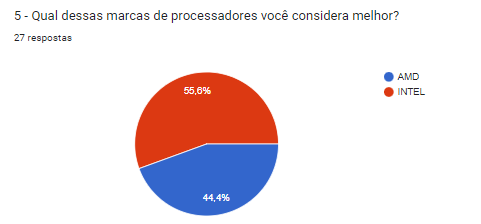 5 - Qual dessas marcas de processadores você considera melhor?
27 respostas
AMD
INTEL
55,6%
44,4%